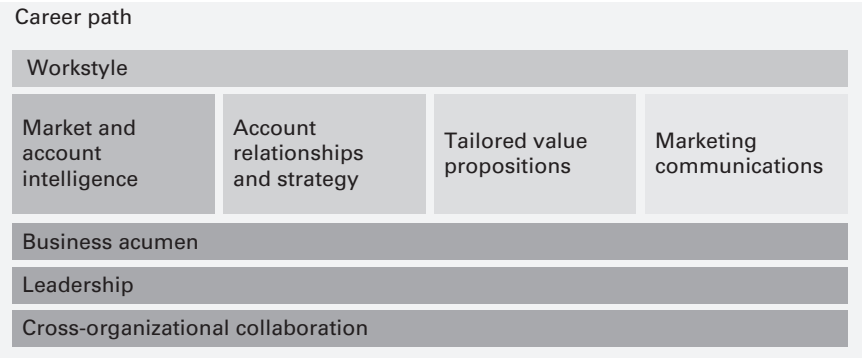 Career path
Workstyle
Market and
account
intelligence
Account
relationships
and strategy
Tailored value
propositions
Marketing
communications
Business acumen
Leadership
Cross-organizational collaboration